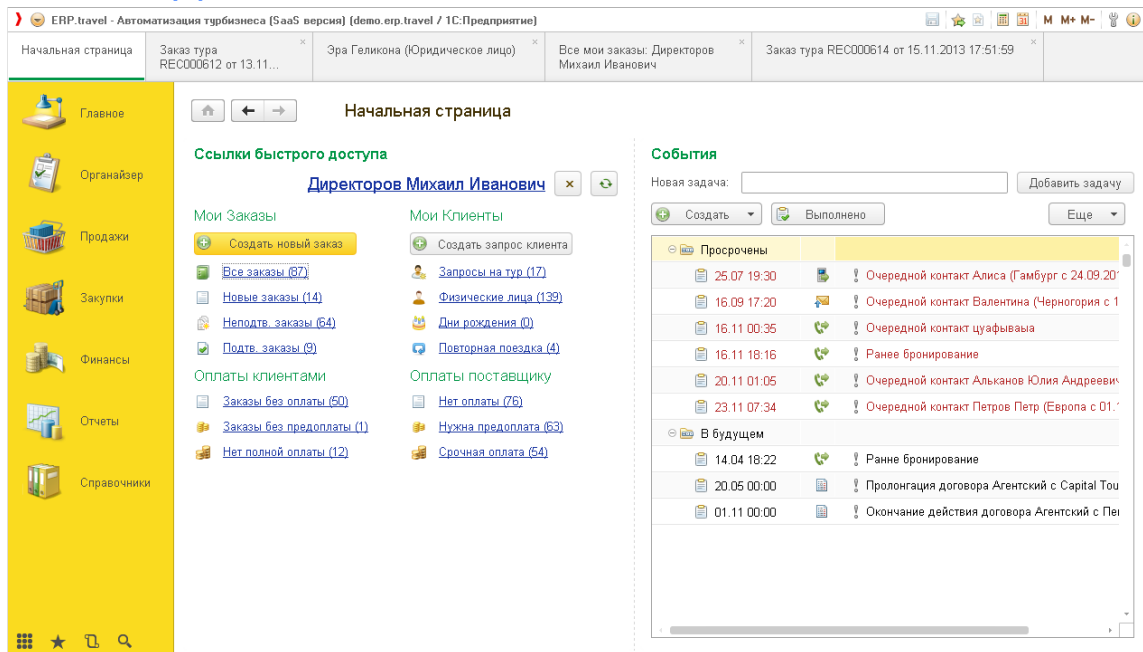 ERP.travel - Автоматизация турбизнеса (SaaS версия) (demo.erp.travel / 1С:Предприятие)
M M+ M-
Начальная страница
Заказ тура
REC000612 от 13.11...
Эра Геликона (Юридическое лицо)
Все мои заказы: Директоров
Михаил Иванович
Заказ тура REC000614 от 15.11.2013 17:51:59
Главное
Органайзер
Продажи
Закупки
Финансы
Отчеты
Справочники
Начальная страница
Ссылки быстрого доступа
Директоров Михаил Иванович
Мои Заказы
Создать новый заказ
Все заказы (87)
Новые заказы (14)
Неподтв. заказы (64)
Подтв. заказы (9)
Мои Клиенты
Создать запрос клиента
Запросы на тур (17)
Физические лица (139)
Дни рождения (0)
Повторная поездка (4)
Оплаты клиентами
Заказы без оплаты (50)
Заказы без предоплаты (1)
Нет полной оплаты (12)
Оплаты поставщику
Нет оплаты (76)
Нужна предоплата (63)
Срочная оплата (54)
События
Новая задача:
Добавить задачу
Создать
Выполнено
Еще
Просрочены
25.07 19:30 Очередной контакт Алиса (Гамбург с 24.09.201
16.09 17:20 Очередной контакт Валентина (Черногория с 1
16.11 00:35 Очередной контакт цуафываыа
16.11 18:16 Ранее бронирование
20.11 01:05 Очередной контакт Альканов Юлия Андреевич
23.11 07:34 Очередной контакт Петров Петр (Европа с 01.1
В будущем
14.04 18:22 Ранне бронирование
20.05 00:00 Пролонгация договора Агентский с Capital Tou
01.11 00:00 Окончание действия договора Агентский с